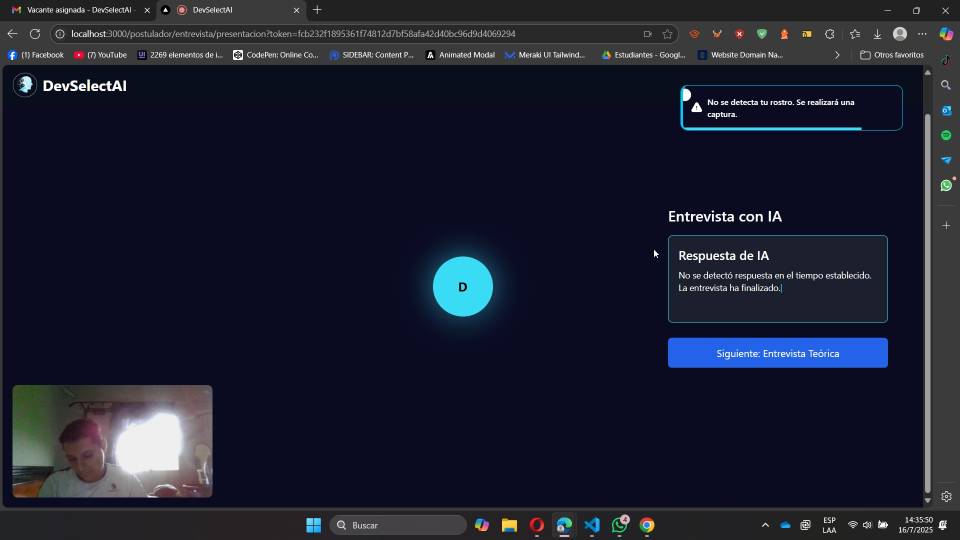 Vacante asignada - DevSelectAI -
DevSelectAI
localhost:3000/postulador/entrevista/presentacion?token=fcb232f1895361f74812d7bf58afa42d40bc96d9d4069294
(1) Facebook
(7) YouTube
2269 elementos de i...
CodePen: Online Co...
SIDEBAR: Content P...
Animated Modal
Meraki UI Tailwind...
Estudiantes - Googl...
Website Domain Na...
Otros favoritos
DevSelectAI
No se detecta tu rostro. Se realizará una
captura.
Entrevista con IA
Respuesta de IA
No se detectó respuesta en el tiempo establecido.
La entrevista ha finalizado.
D
Siguiente: Entrevista Teórica
Buscar
4
ESP
LAA
14:35:50
16/7/2025